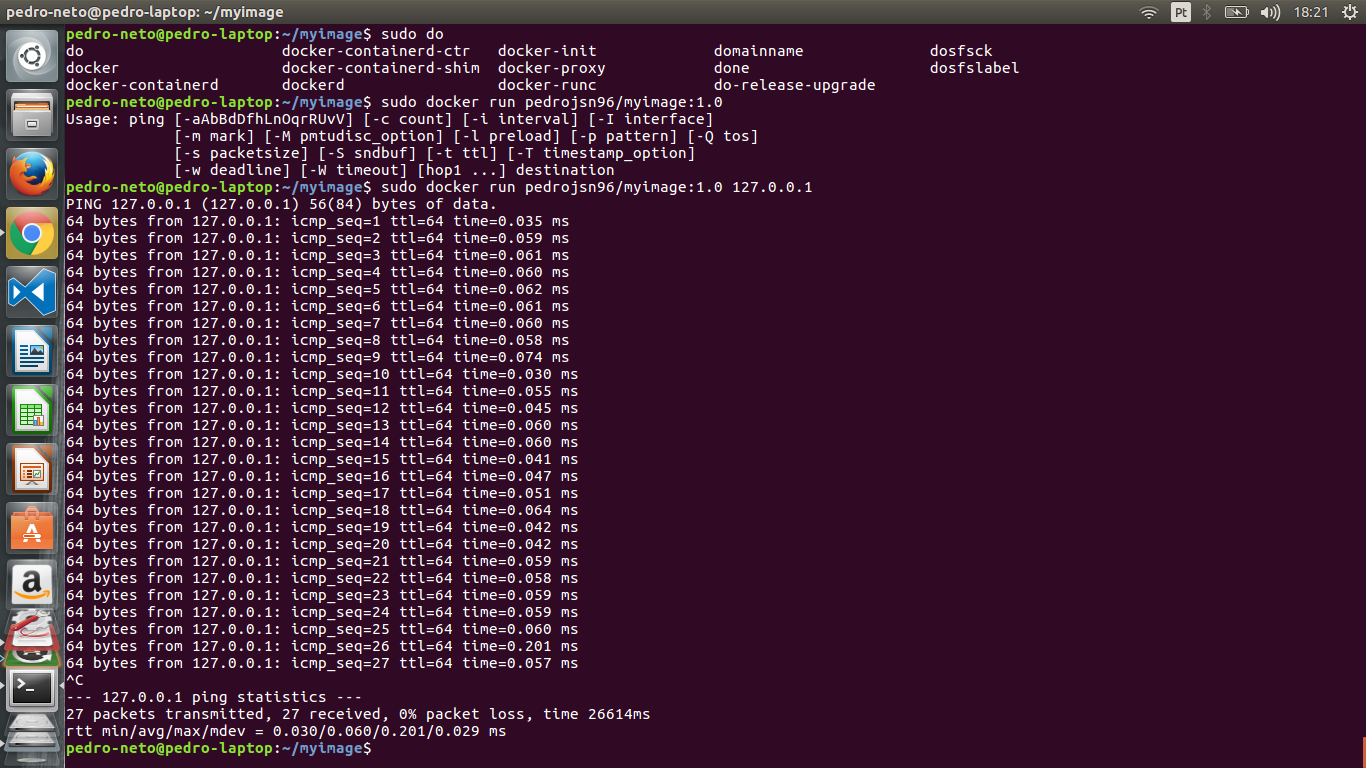 pedro-neto@pedro-laptop: ~/myimage
Pt
18:21
pedro-neto@pedro-laptop:~/myimage$ sudo do
do docker-containerd-ctr docker-init domainname dosfsck
docker docker-containerd-shim docker-proxy done dosfslabel
docker-containerd dockerd docker-runc do-release-upgrade
pedro-neto@pedro-laptop:~/myimage$ sudo docker run pedrojsn96/myimage:1.0
Usage: ping [-aAbBdDfhLnOqrRUvV] [-c count] [-i interval] [-I interface]
[-m mark] [-M pmtudisc_option] [-l preload] [-p pattern] [-Q tos]
[-s packetsize] [-S sndbuf] [-t ttl] [-T timestamp_option]
[-w deadline] [-W timeout] [hop1 ...] destination
pedro-neto@pedro-laptop:~/myimage$ sudo docker run pedrojsn96/myimage:1.0 127.0.0.1
PING 127.0.0.1 (127.0.0.1) 56(84) bytes of data.
64 bytes from 127.0.0.1: icmp_seq=1 ttl=64 time=0.035 ms
64 bytes from 127.0.0.1: icmp_seq=2 ttl=64 time=0.059 ms
64 bytes from 127.0.0.1: icmp_seq=3 ttl=64 time=0.061 ms
64 bytes from 127.0.0.1: icmp_seq=4 ttl=64 time=0.060 ms
64 bytes from 127.0.0.1: icmp_seq=5 ttl=64 time=0.062 ms
64 bytes from 127.0.0.1: icmp_seq=6 ttl=64 time=0.061 ms
64 bytes from 127.0.0.1: icmp_seq=7 ttl=64 time=0.060 ms
64 bytes from 127.0.0.1: icmp_seq=8 ttl=64 time=0.058 ms
64 bytes from 127.0.0.1: icmp_seq=9 ttl=64 time=0.074 ms
64 bytes from 127.0.0.1: icmp_seq=10 ttl=64 time=0.030 ms
64 bytes from 127.0.0.1: icmp_seq=11 ttl=64 time=0.055 ms
64 bytes from 127.0.0.1: icmp_seq=12 ttl=64 time=0.045 ms
64 bytes from 127.0.0.1: icmp_seq=13 ttl=64 time=0.060 ms
64 bytes from 127.0.0.1: icmp_seq=14 ttl=64 time=0.060 ms
64 bytes from 127.0.0.1: icmp_seq=15 ttl=64 time=0.041 ms
64 bytes from 127.0.0.1: icmp_seq=16 ttl=64 time=0.047 ms
64 bytes from 127.0.0.1: icmp_seq=17 ttl=64 time=0.051 ms
64 bytes from 127.0.0.1: icmp_seq=18 ttl=64 time=0.064 ms
64 bytes from 127.0.0.1: icmp_seq=19 ttl=64 time=0.042 ms
64 bytes from 127.0.0.1: icmp_seq=20 ttl=64 time=0.042 ms
64 bytes from 127.0.0.1: icmp_seq=21 ttl=64 time=0.059 ms
64 bytes from 127.0.0.1: icmp_seq=22 ttl=64 time=0.058 ms
64 bytes from 127.0.0.1: icmp_seq=23 ttl=64 time=0.059 ms
64 bytes from 127.0.0.1: icmp_seq=24 ttl=64 time=0.059 ms
64 bytes from 127.0.0.1: icmp_seq=25 ttl=64 time=0.060 ms
64 bytes from 127.0.0.1: icmp_seq=26 ttl=64 time=0.201 ms
64 bytes from 127.0.0.1: icmp_seq=27 ttl=64 time=0.057 ms
^C
--- 127.0.0.1 ping statistics ---
27 packets transmitted, 27 received, 0% packet loss, time 26614ms
rtt min/avg/max/mdev = 0.030/0.060/0.201/0.029 ms
pedro-neto@pedro-laptop:~/myimage$